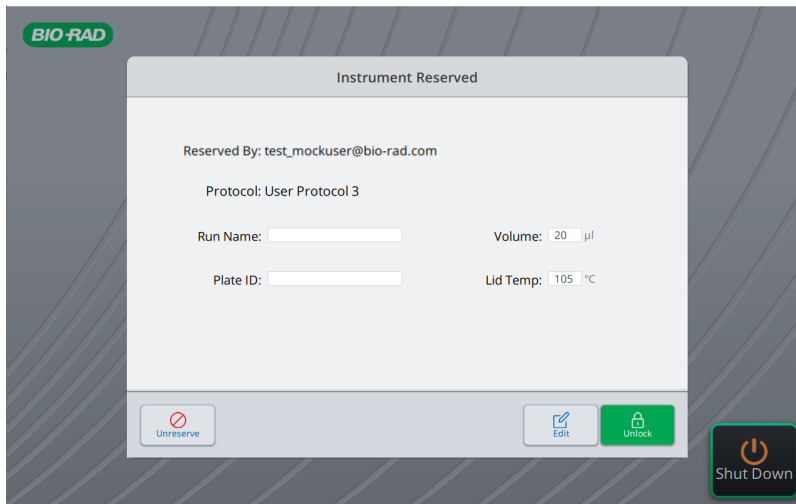 BIO-RAD
Instrument Reserved
Reserved By: test_mockuser@bio-rad.com
Protocol: User Protocol 3
Run Name:
Volume: 20 µl
Plate ID:
Lid Temp: 105 °C
Unreserve
Edit
Unlock
Shut Down